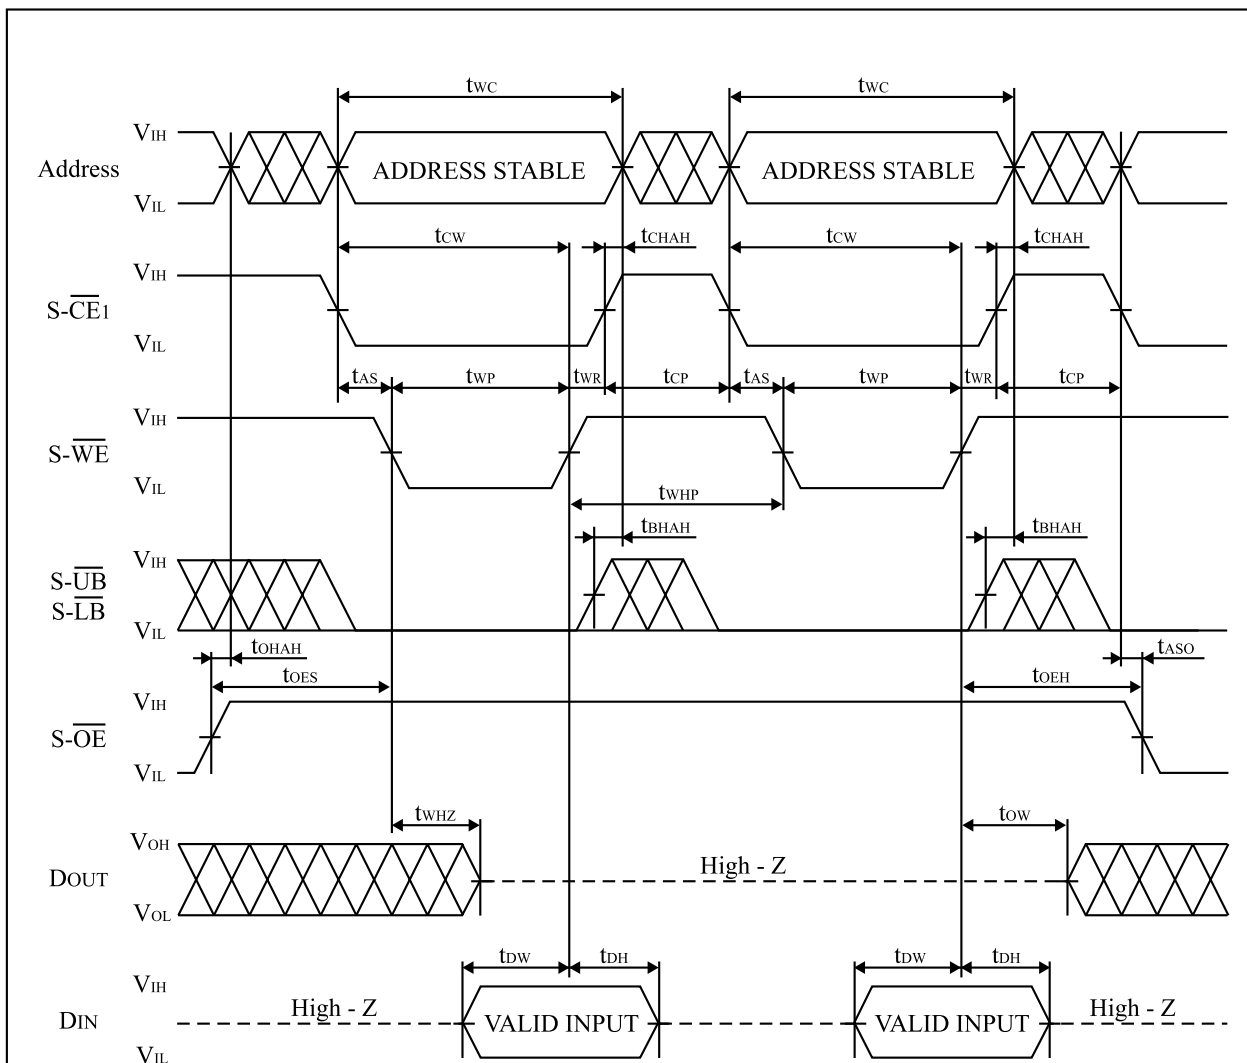 tWC tWC
VIH
Address ADDRESS STABLE ADDRESS STABLE
VIL
tCW tCHAH tCW tCHAH
VIH
S-CE1
VIL
tAS tWP tWR tCP tAS tWP tWR tCP
VIH
S-WE
VIL
tWHP
tBHAH tBHAH
VIH
S-UB
S-LB
VIL
tOHAH tASO
tOES tOEH
VIH
S-OE
VIL
tWHZ tOW
VOH
DOUT High - Z
VOL
tDW tDH tDW tDH
VIH
High - Z High - Z
DIN VALID INPUT VALID INPUT
VIL